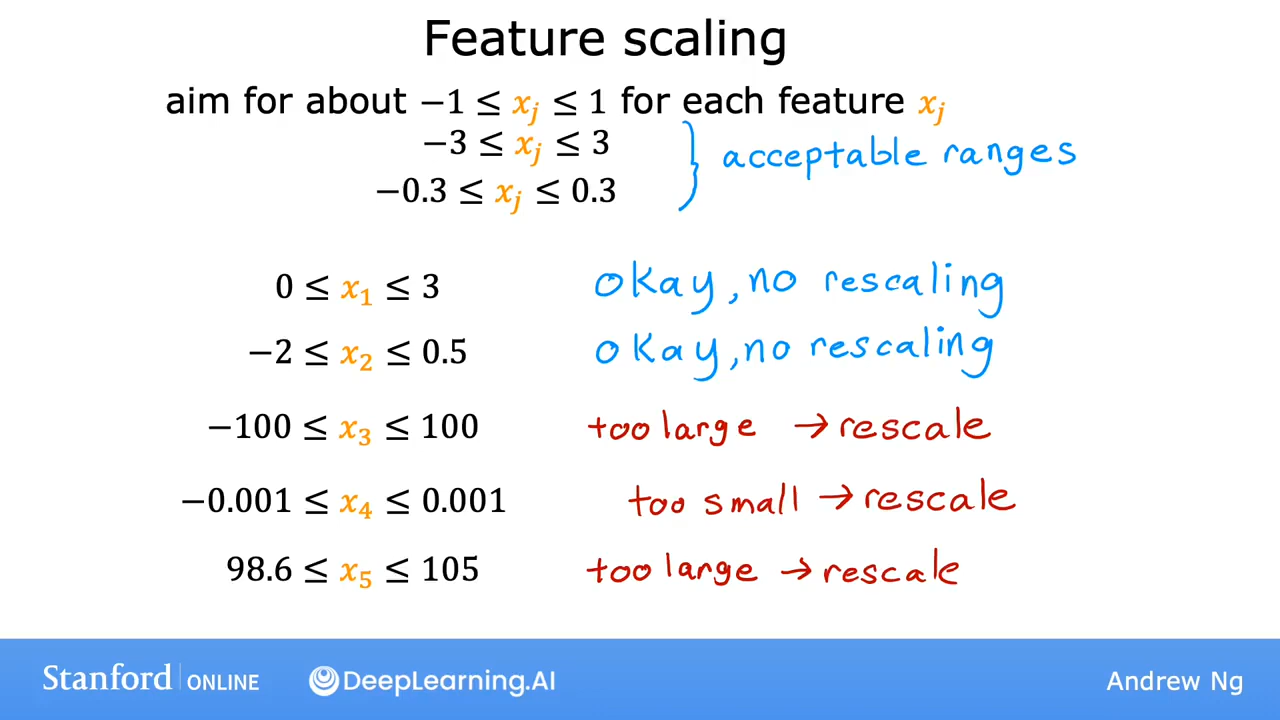 Feature scaling
aim for about −1 ≤ xⱼ ≤ 1 for each feature xⱼ
−3 ≤ xⱼ ≤ 3
−0.3 ≤ xⱼ ≤ 0.3
} acceptable ranges
0 ≤ x₁ ≤ 3 okay, no rescaling
−2 ≤ x₂ ≤ 0.5 okay, no rescaling
−100 ≤ x₃ ≤ 100 too large → rescale
−0.001 ≤ x₄ ≤ 0.001 too small → rescale
98.6 ≤ x₅ ≤ 105 too large → rescale
Stanford ONLINE DeepLearning.AI Andrew Ng